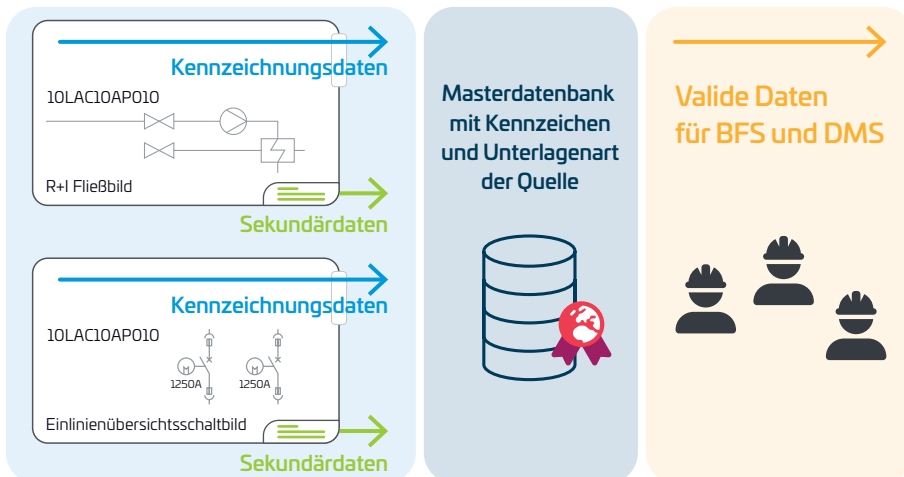 Kennzeichnungsdaten
10LAC10AP010
R+I Fließbild
Sekundärdaten
Kennzeichnungsdaten
10LAC10AP010
M
1250A
M
1250A
Einlinienübersichtsschaltbild
Sekundärdaten
Masterdatenbank
mit Kennzeichen
und Unterlagenart
der Quelle
Valide Daten
für BFS und DMS